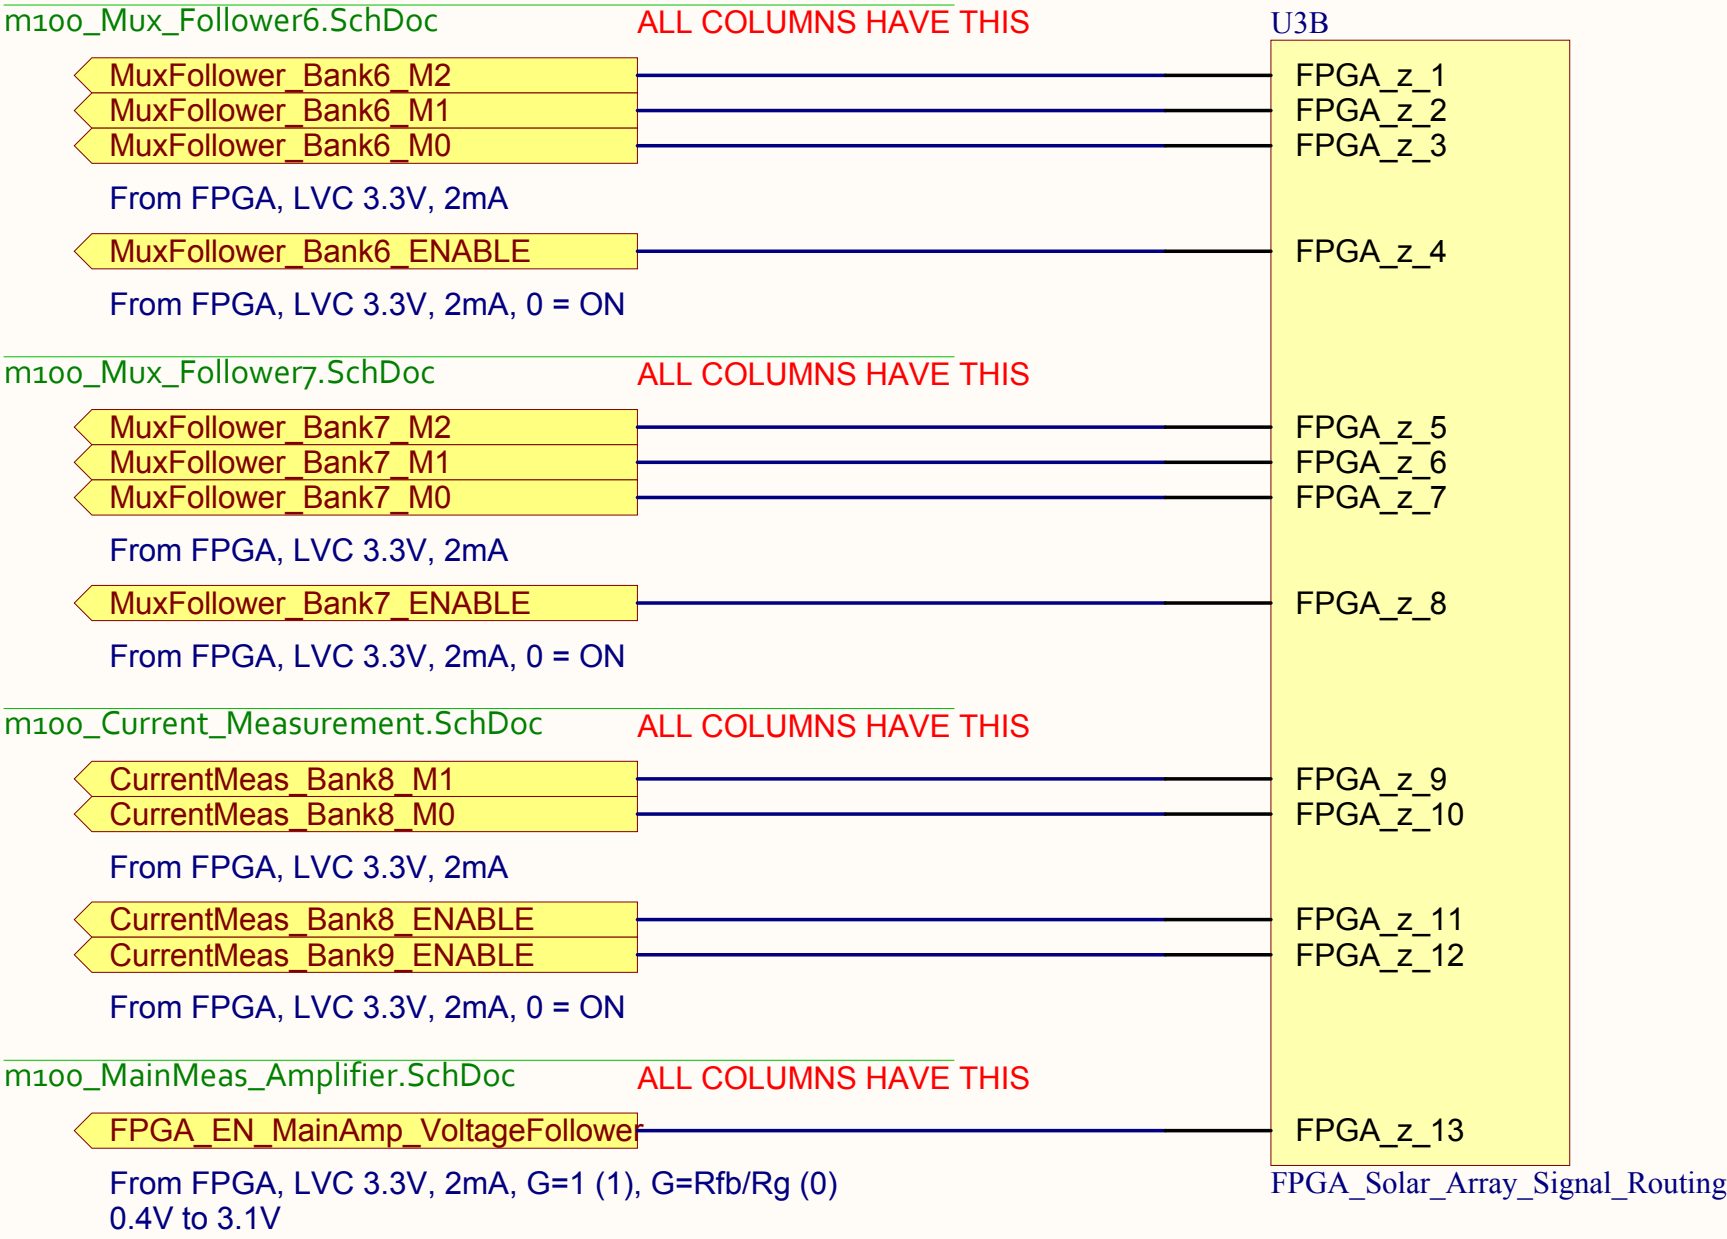 m100_Mux_Follower6.SchDoc ALL COLUMNS HAVE THIS U3B
MuxFollower_Bank6_M2 FPGA_z_1
MuxFollower_Bank6_M1 FPGA_z_2
MuxFollower_Bank6_M0 FPGA_z_3
From FPGA, LVC 3.3V, 2mA
MuxFollower_Bank6_ENABLE FPGA_z_4
From FPGA, LVC 3.3V, 2mA, 0 = ON
m100_Mux_Follower7.SchDoc ALL COLUMNS HAVE THIS
MuxFollower_Bank7_M2 FPGA_z_5
MuxFollower_Bank7_M1 FPGA_z_6
MuxFollower_Bank7_M0 FPGA_z_7
From FPGA, LVC 3.3V, 2mA
MuxFollower_Bank7_ENABLE FPGA_z_8
From FPGA, LVC 3.3V, 2mA, 0 = ON
m100_Current_Measurement.SchDoc ALL COLUMNS HAVE THIS
CurrentMeas_Bank8_M1 FPGA_z_9
CurrentMeas_Bank8_M0 FPGA_z_10
From FPGA, LVC 3.3V, 2mA
CurrentMeas_Bank8_ENABLE FPGA_z_11
CurrentMeas_Bank9_ENABLE FPGA_z_12
From FPGA, LVC 3.3V, 2mA, 0 = ON
m100_MainMeas_Amplifier.SchDoc ALL COLUMNS HAVE THIS
FPGA_EN_MainAmp_VoltageFollower FPGA_z_13
From FPGA, LVC 3.3V, 2mA, G=1 (1), G=Rfb/Rg (0) FPGA_Solar_Array_Signal_Routing
0.4V to 3.1V